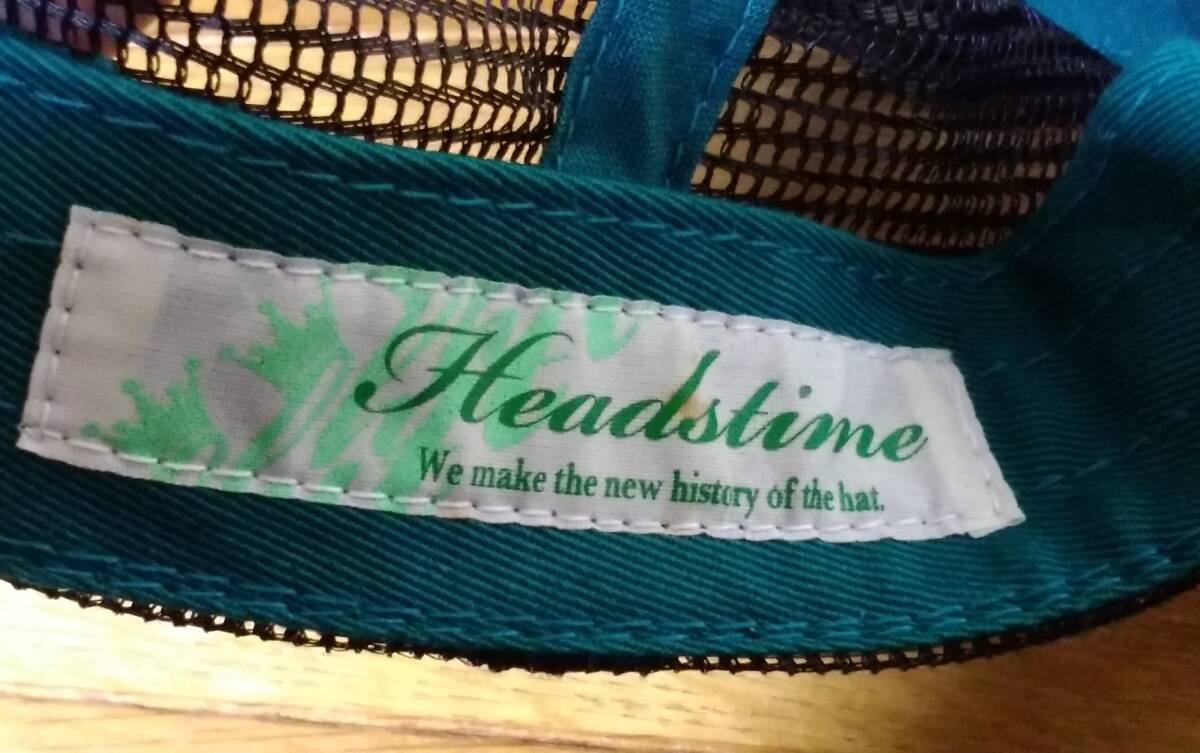 Headstime
We make the new history of the hat.